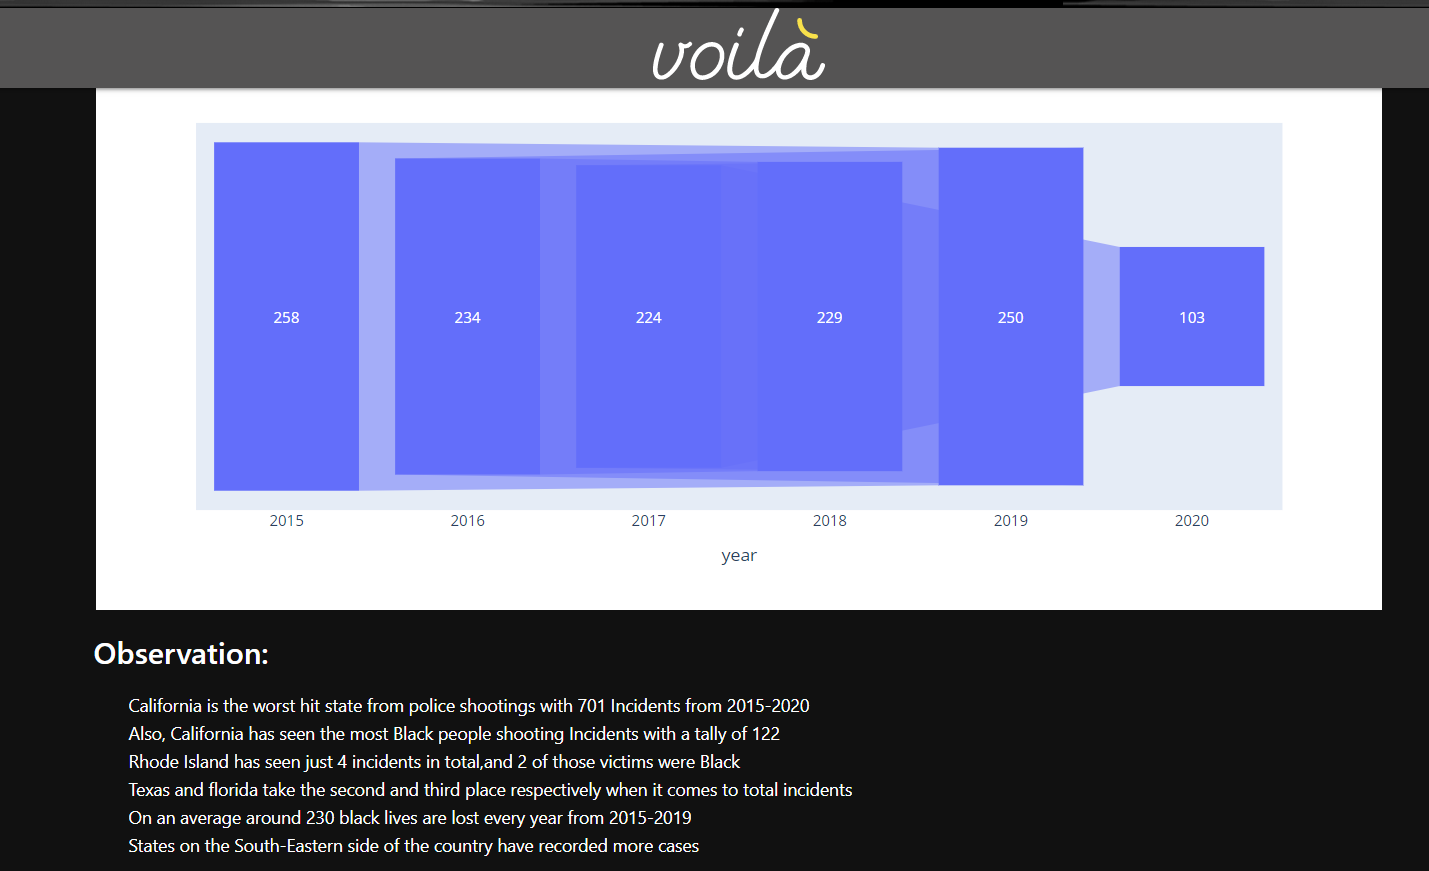 voilà
258 234 224 229 250 103
2015 2016 2017 2018 2019 2020
year
Observation:
California is the worst hit state from police shootings with 701 Incidents from 2015-2020
Also, California has seen the most Black people shooting Incidents with a tally of 122
Rhode Island has seen just 4 incidents in total,and 2 of those victims were Black
Texas and florida take the second and third place respectively when it comes to total incidents
On an average around 230 black lives are lost every year from 2015-2019
States on the South-Eastern side of the country have recorded more cases